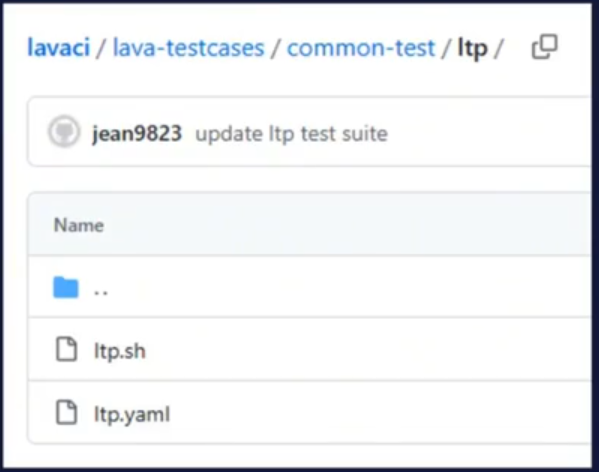 lavaci / lava-testcases / common-test / ltp /
jean9823 update ltp test suite
Name
..
ltp.sh
ltp.yaml